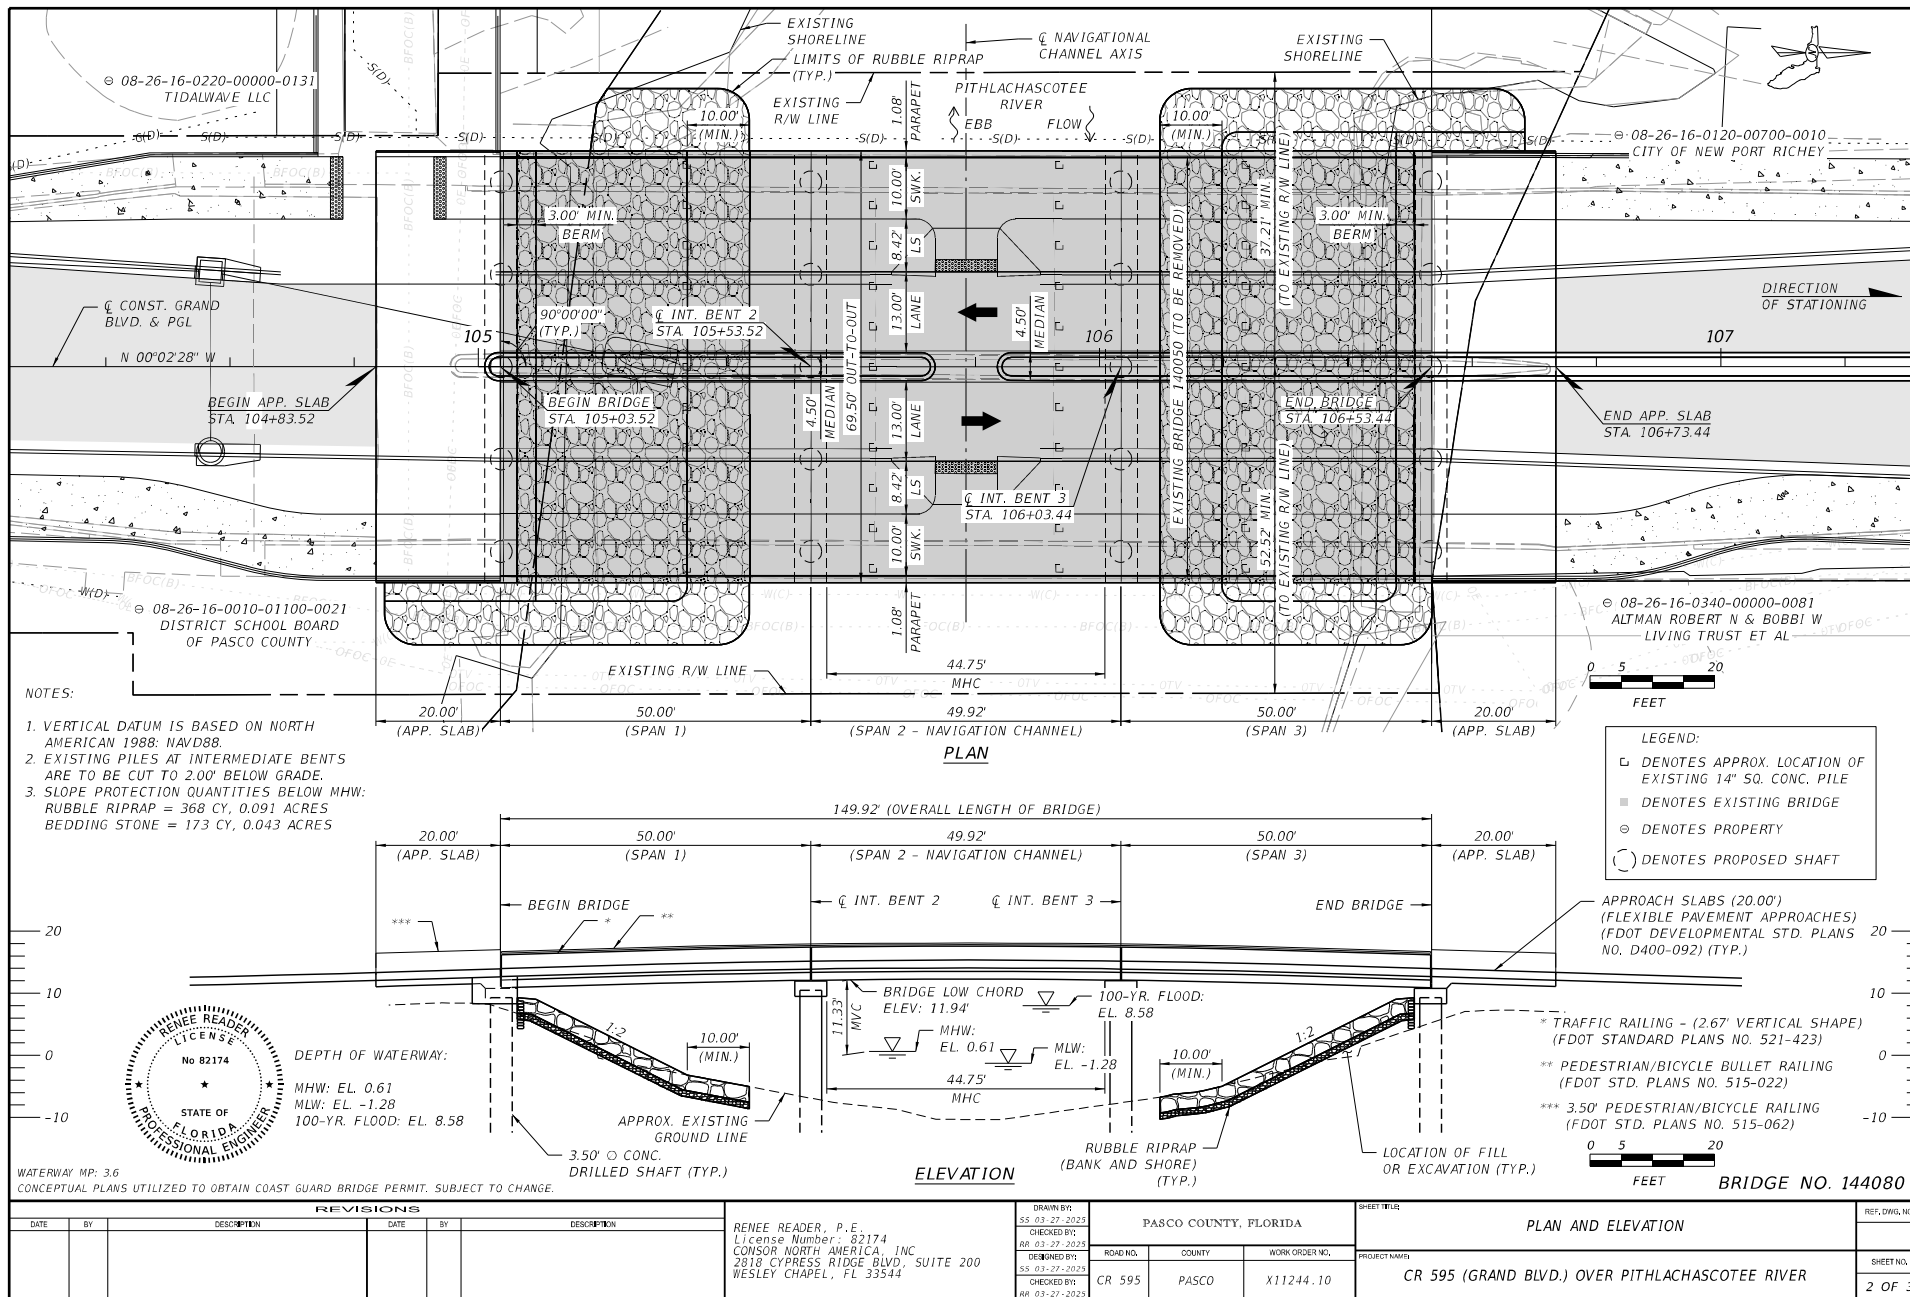 EXISTING
SHORELINE
LIMITS OF RUBBLE RIPRAP
(TYP.)
EXISTING
R/W LINE
℄ NAVIGATIONAL
CHANNEL AXIS
EXISTING
SHORELINE
PITHLACHASCOTEE
RIVER
EBB
FLOW
08-26-16-0220-00000-0131
TIDALWAVE LLC
08-26-16-0120-00700-0010
CITY OF NEW PORT RICHEY
10.00'
(MIN.)
1.08'
PARAPET
10.00'
(MIN.)
10.00'
SWK.
8.42'
LS
13.00'
LANE
4.50'
MEDIAN
3.00' MIN.
BERM
3.00' MIN.
BERM
37.21' MIN.
(TO EXISTING R/W LINE)
EXISTING BRIDGE 140050 (TO BE REMOVED)
℄ CONST. GRAND
BLVD. & PGL
N 00°02'28" W
105
106
107
90°00'00"
(TYP.)
℄ INT. BENT 2
STA. 105+53.52
DIRECTION
OF STATIONING
BEGIN APP. SLAB
STA. 104+83.52
BEGIN BRIDGE
STA. 105+03.52
4.50'
MEDIAN
69.50' OUT-TO-OUT
13.00'
LANE
8.42'
LS
10.00'
SWK.
1.08'
PARAPET
℄ INT. BENT 3
STA. 106+03.44
END BRIDGE
STA. 106+53.44
END APP. SLAB
STA. 106+73.44
52.52' MIN.
(TO EXISTING R/W LINE)
08-26-16-0010-01100-0021
DISTRICT SCHOOL BOARD
OF PASCO COUNTY
08-26-16-0340-00000-0081
ALTMAN ROBERT N & BOBBI W
LIVING TRUST ET AL
EXISTING R/W LINE
44.75'
MHC
20.00'
(APP. SLAB)
50.00'
(SPAN 1)
49.92'
(SPAN 2 - NAVIGATION CHANNEL)
50.00'
(SPAN 3)
20.00'
(APP. SLAB)
PLAN
0 5 20
FEET
NOTES:
1. VERTICAL DATUM IS BASED ON NORTH
AMERICAN 1988: NAVD88.
2. EXISTING PILES AT INTERMEDIATE BENTS
ARE TO BE CUT TO 2.00' BELOW GRADE.
3. SLOPE PROTECTION QUANTITIES BELOW MHW:
RUBBLE RIPRAP = 368 CY, 0.091 ACRES
BEDDING STONE = 173 CY, 0.043 ACRES
LEGEND:
DENOTES APPROX. LOCATION OF
EXISTING 14" SQ. CONC. PILE
DENOTES EXISTING BRIDGE
DENOTES PROPERTY
DENOTES PROPOSED SHAFT
149.92' (OVERALL LENGTH OF BRIDGE)
20.00'
(APP. SLAB)
50.00'
(SPAN 1)
49.92'
(SPAN 2 - NAVIGATION CHANNEL)
50.00'
(SPAN 3)
20.00'
(APP. SLAB)
BEGIN BRIDGE
℄ INT. BENT 2
℄ INT. BENT 3
END BRIDGE
***
*
**
APPROACH SLABS (20.00')
(FLEXIBLE PAVEMENT APPROACHES)
(FDOT DEVELOPMENTAL STD. PLANS
NO. D400-092) (TYP.)
20
10
0
-10
20
10
0
-10
BRIDGE LOW CHORD
ELEV: 11.94'
11.33'
MVC
100-YR. FLOOD:
EL. 8.58
MHW:
EL. 0.61
MLW:
EL. -1.28
1:2
1:2
10.00'
(MIN.)
10.00'
(MIN.)
44.75'
MHC
* TRAFFIC RAILING - (2.67' VERTICAL SHAPE)
(FDOT STANDARD PLANS NO. 521-423)
** PEDESTRIAN/BICYCLE BULLET RAILING
(FDOT STD. PLANS NO. 515-022)
*** 3.50' PEDESTRIAN/BICYCLE RAILING
(FDOT STD. PLANS NO. 515-062)
RENEE READER
LICENSE
No 82174
STATE OF
FLORIDA
PROFESSIONAL ENGINEER
DEPTH OF WATERWAY:
MHW: EL. 0.61
MLW: EL. -1.28
100-YR. FLOOD: EL. 8.58
APPROX. EXISTING
GROUND LINE
3.50' ∅ CONC.
DRILLED SHAFT (TYP.)
RUBBLE RIPRAP
(BANK AND SHORE)
(TYP.)
LOCATION OF FILL
OR EXCAVATION (TYP.)
ELEVATION
0 5 20
FEET
BRIDGE NO. 144080
WATERWAY MP: 3.6
CONCEPTUAL PLANS UTILIZED TO OBTAIN COAST GUARD BRIDGE PERMIT. SUBJECT TO CHANGE.
REVISIONS
DATE BY DESCRIPTION DATE BY DESCRIPTION
RENEE READER, P.E.
License Number: 82174
CONSOR NORTH AMERICA, INC
2818 CYPRESS RIDGE BLVD, SUITE 200
WESLEY CHAPEL, FL 33544
DRAWN BY:
SS 03-27-2025
CHECKED BY:
RR 03-27-2025
DESIGNED BY:
SS 03-27-2025
CHECKED BY:
RR 03-27-2025
PASCO COUNTY, FLORIDA
ROAD NO. COUNTY WORK ORDER NO.
CR 595 PASCO X11244.10
SHEET TITLE:
PLAN AND ELEVATION
PROJECT NAME:
CR 595 (GRAND BLVD.) OVER PITHLACHASCOTEE RIVER
REF. DWG. NO.
SHEET NO.
2 OF 3